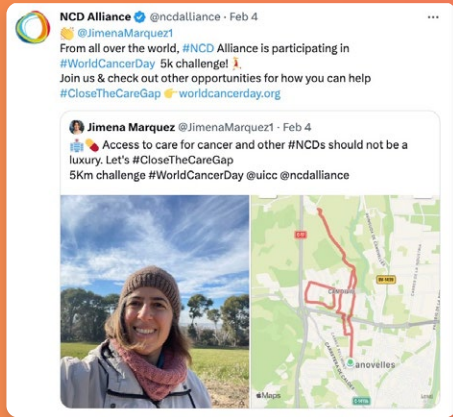 NCD Alliance @ncdalliance · Feb 4
@JimenaMarquez1
From all over the world, #NCD Alliance is participating in
#WorldCancerDay 5k challenge!
Join us & check out other opportunities for how you can help
#CloseTheCareGap worldcancerday.org
Jimena Marquez @JimenaMarquez1 · Feb 4
Access to care for cancer and other #NCDs should not be a
luxury. Let's #CloseTheCareGap
5Km challenge #WorldCancerDay @uicc @ncdalliance
anovelles
Maps